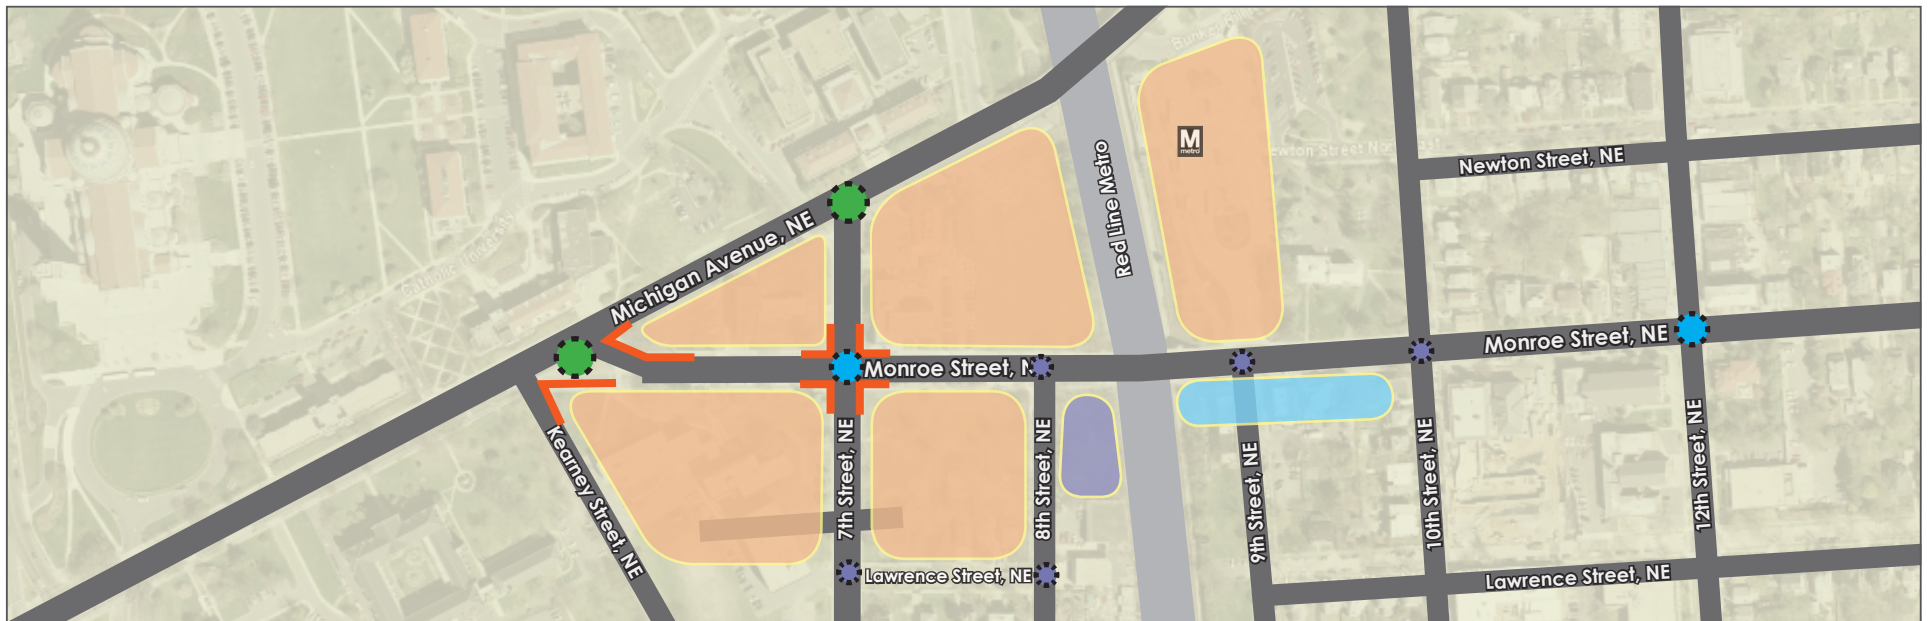 Michigan Avenue, NE
Red Line Metro
M
metro
Newton Street, NE
Monroe Street, N
Monroe Street, NE
Kearney Street, NE
7th Street, NE
8th Street, NE
9th Street, NE
10th Street, NE
12th Street, NE
Lawrence Street, NE
Lawrence Street, NE